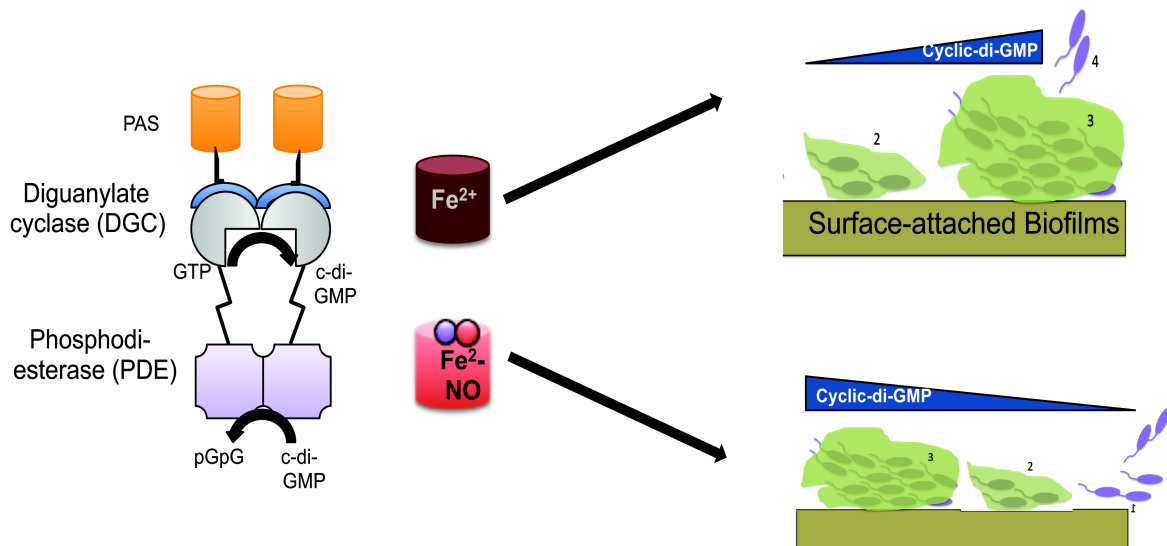 PAS
Diguanylate
cyclase (DGC)
GTP
c-di-
GMP
Phosphodi-
esterase (PDE)
pGpG
c-di-
GMP
Fe2+
Fe2-
NO
Cyclic-di-GMP
4
3
2
Surface-attached Biofilms
Cyclic-di-GMP
3
2
1